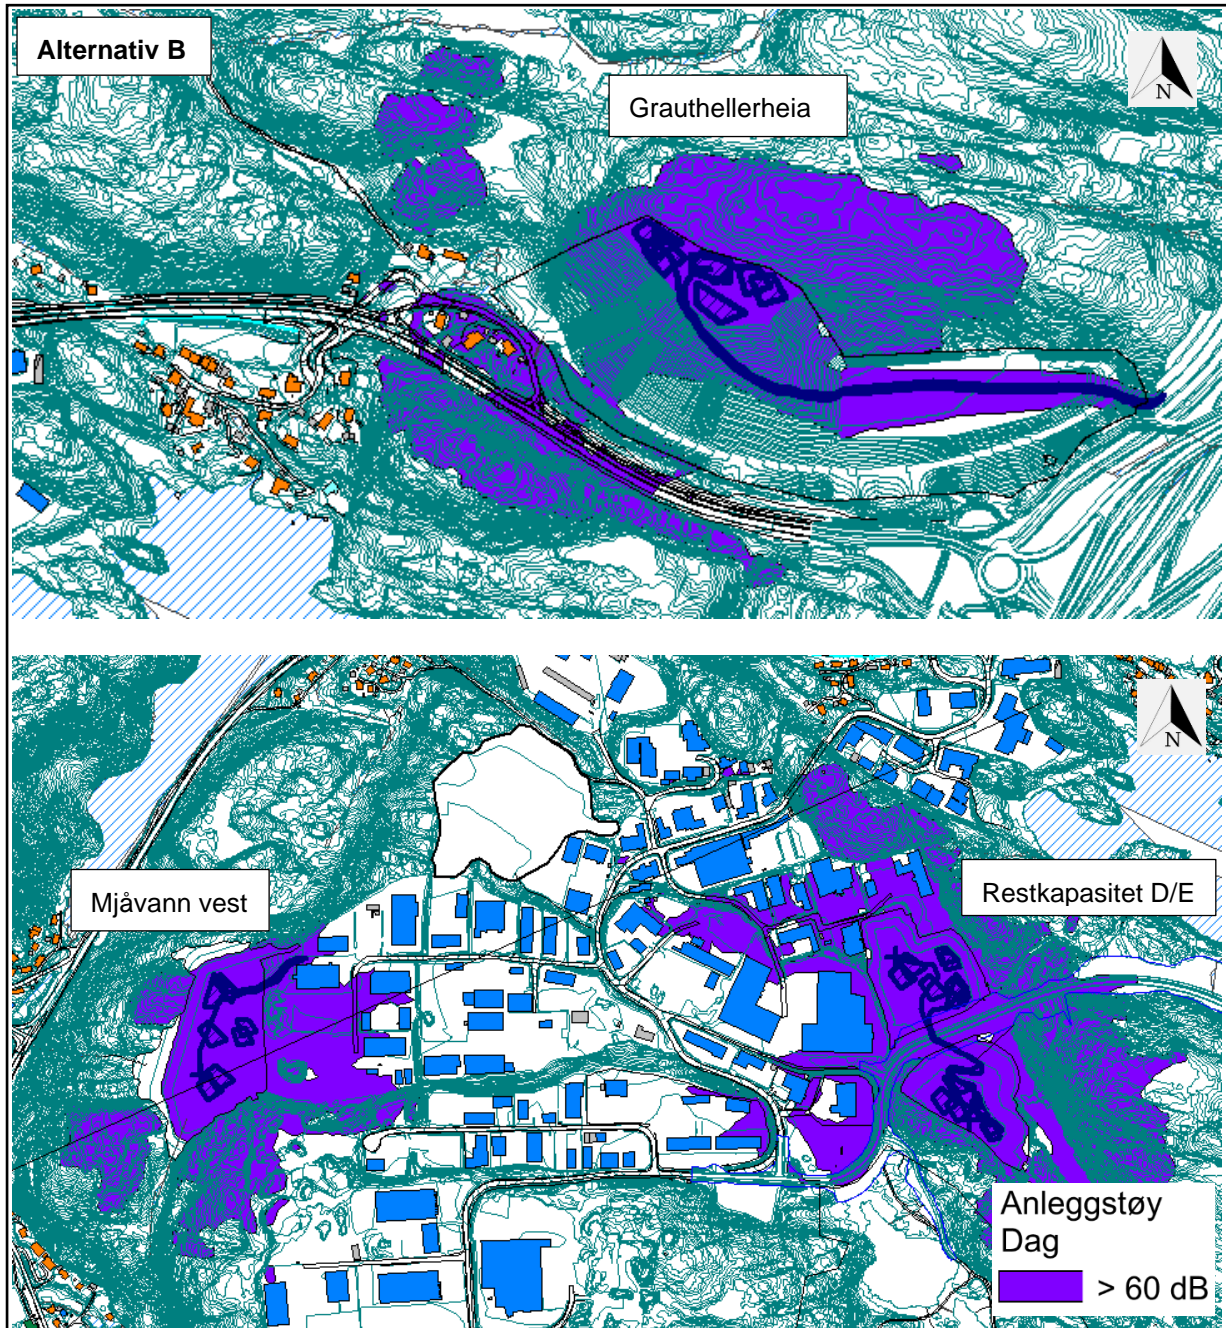 Alternativ B
Grauthellerheia
N
Mjåvann vest
Restkapasitet D/E
N
Anleggstøy
Dag
> 60 dB